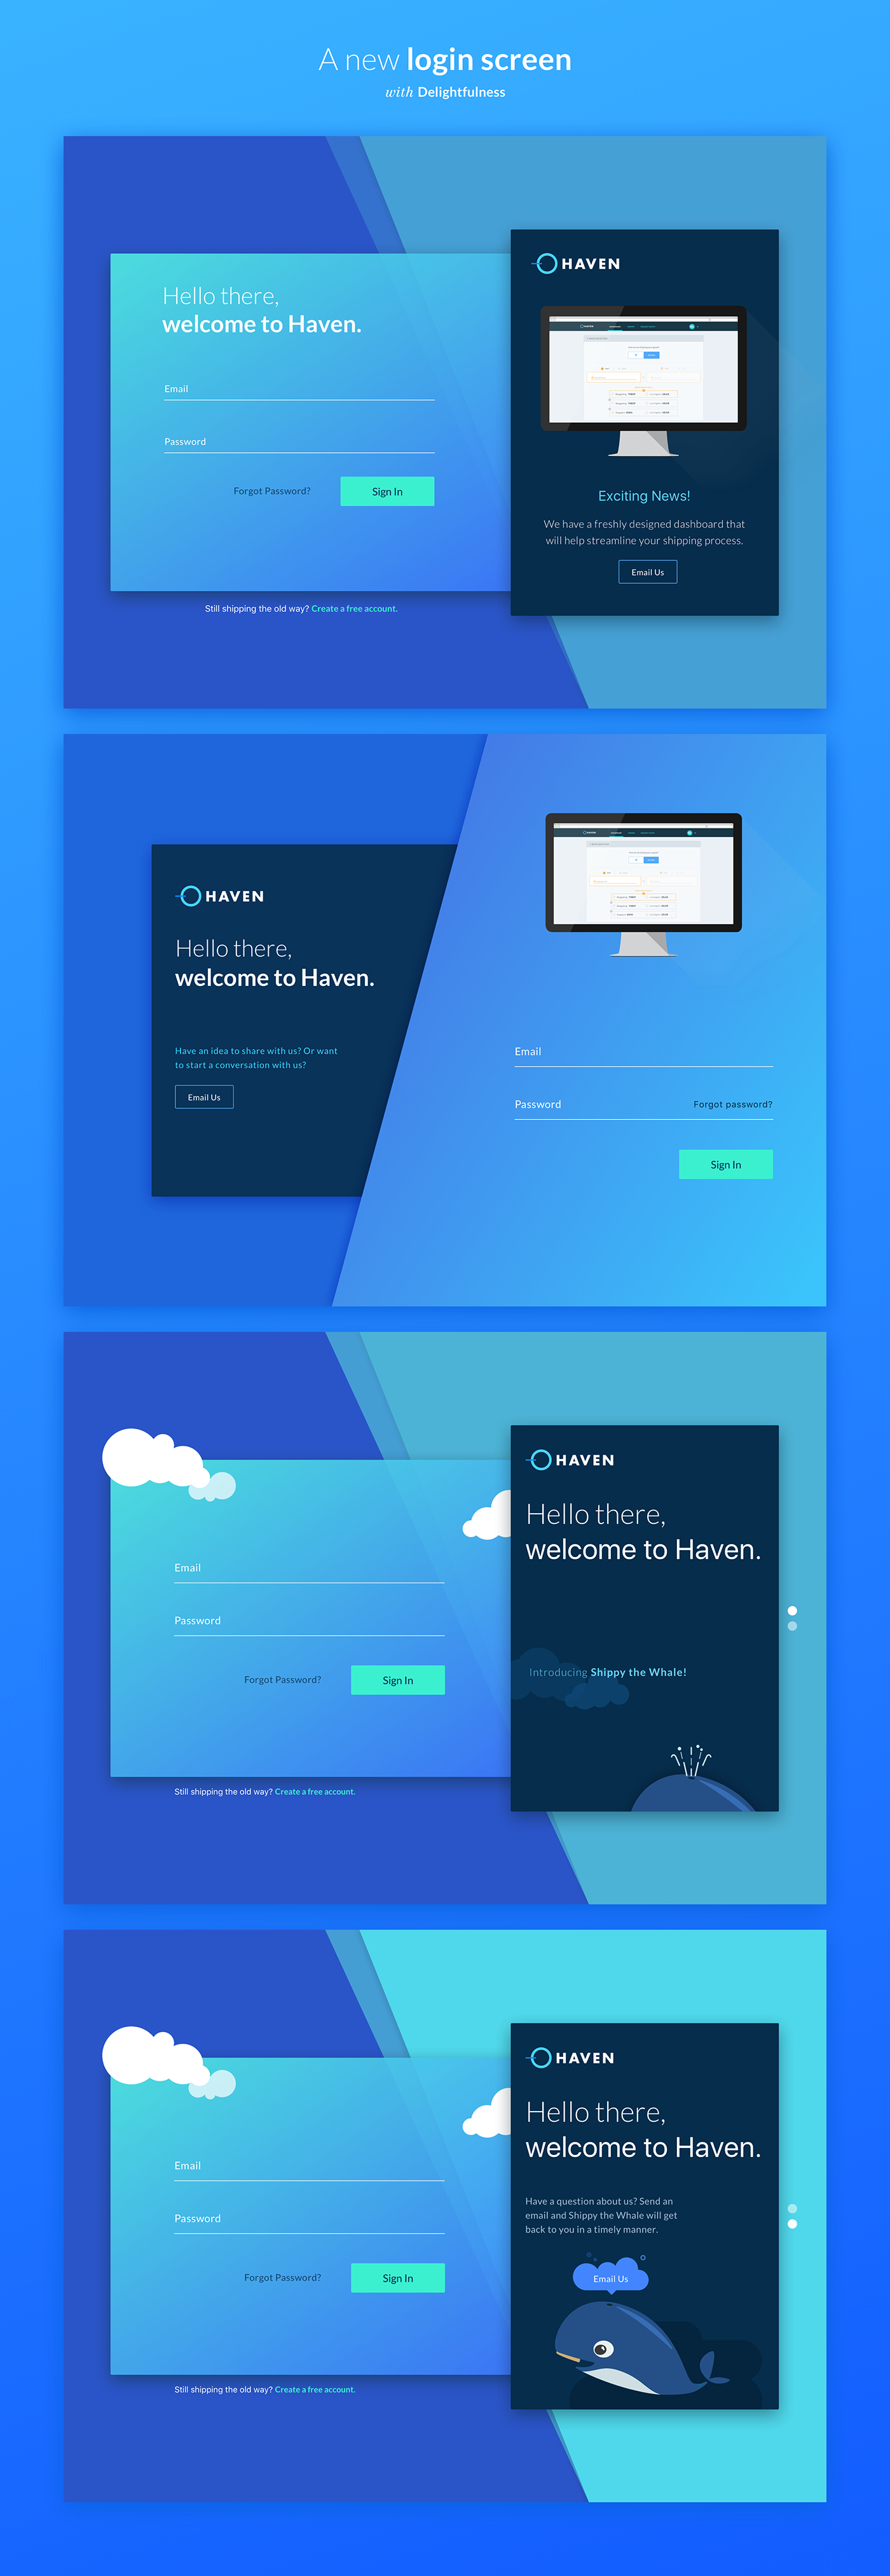 A new login screen
with Delightfulness
HAVEN
Hello there,
welcome to Haven.
Email
Password
Forgot Password?
Sign In
Still shipping the old way? Create a free account.
Exciting News!
We have a freshly designed dashboard that
will help streamline your shipping process.
Email Us
HAVEN
Hello there,
welcome to Haven.
Have an idea to share with us? Or want
to start a conversation with us?
Email Us
Email
Password
Forgot password?
Sign In
Email
Password
Forgot Password?
Sign In
Still shipping the old way? Create a free account.
HAVEN
Hello there,
welcome to Haven.
Introducing Shippy the Whale!
Email
Password
Forgot Password?
Sign In
Still shipping the old way? Create a free account.
HAVEN
Hello there,
welcome to Haven.
Have a question about us? Send an
email and Shippy the Whale will get
back to you in a timely manner.
Email Us